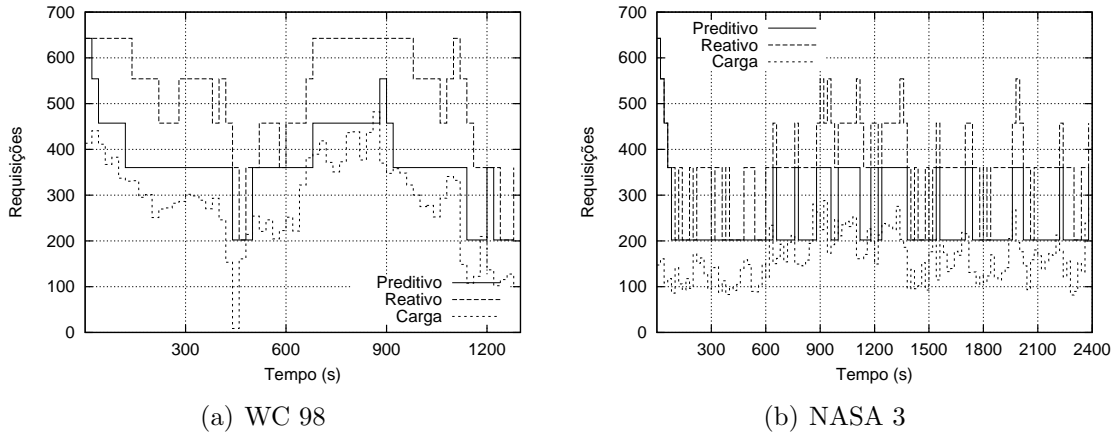 700
600
500
400
300
200
100
0
Requisições
300 600 900 1200
Tempo (s)
Preditivo
Reativo
Carga
(a) WC 98
700
600
500
400
300
200
100
0
Requisições
Preditivo
Reativo
Carga
300 600 900 1200 1500 1800 2100 2400
Tempo (s)
(b) NASA 3